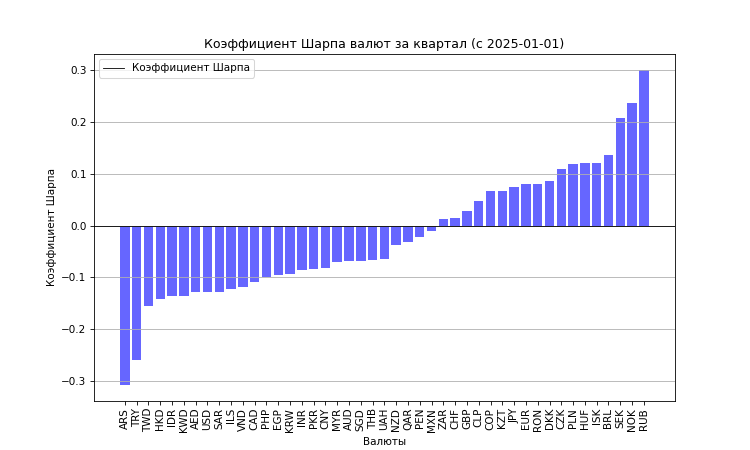 Коэффициент Шарпа валют за квартал (с 2025-01-01)
Коэффициент Шарпа
0.3
0.2
0.1
0.0
−0.1
−0.2
−0.3
Коэффициент Шарпа
ARS TRY TWD HKD IDR KWD AED USD SAR ILS VND CAD PHP EGP KRW INR PKR CNY MYR AUD SGD THB UAH NZD QAR PEN MXN ZAR CHF GBP CLP COP KZT JPY EUR RON DKK CZK PLN HUF ISK BRL SEK NOK RUB
Валюты